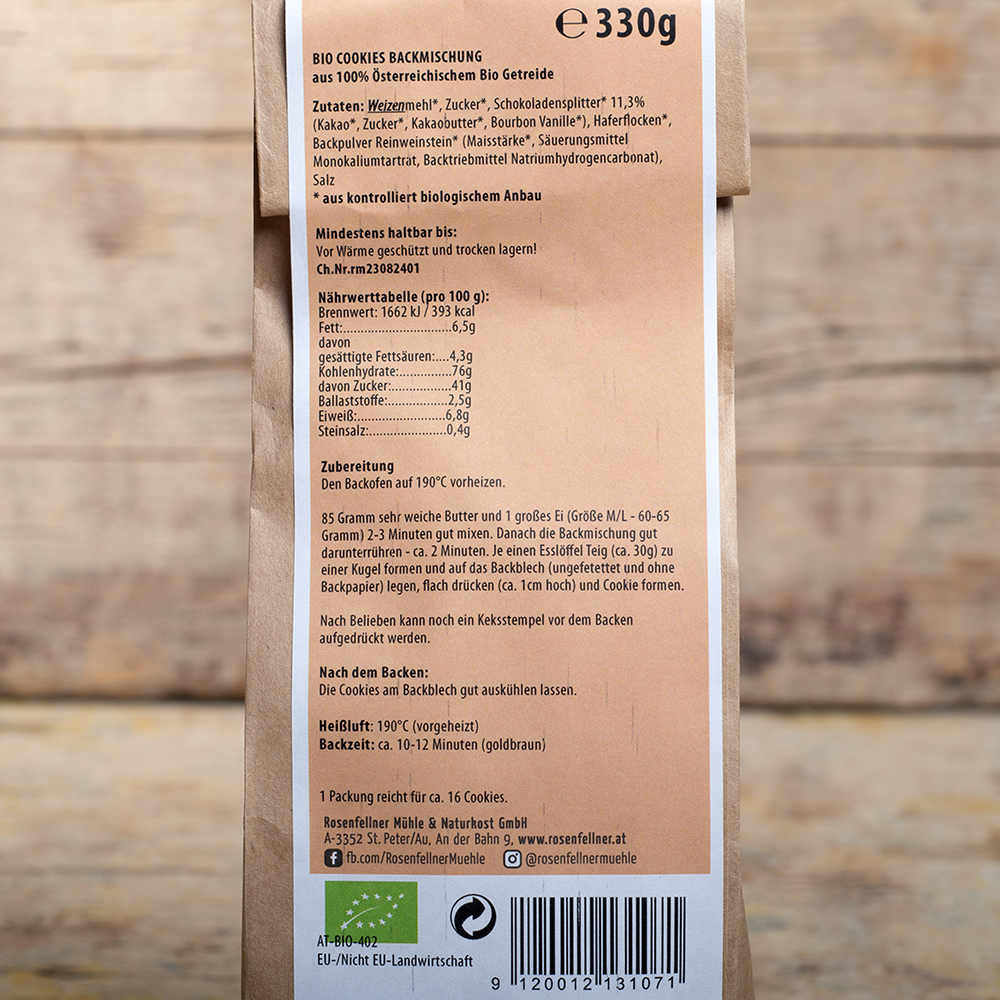 ℮ 330g
BIO COOKIES BACKMISCHUNG
aus 100% Österreichischem Bio Getreide
Zutaten: Weizenmehl*, Zucker*, Schokoladensplitter* 11,3%
(Kakao*, Zucker*, Kakaobutter*, Bourbon Vanille*), Haferflocken*,
Backpulver Reinweinstein* (Maisstärke*, Säuerungsmittel
Monokaliumtartrat, Backtriebmittel Natriumhydrogencarbonat),
Salz
* aus kontrolliert biologischem Anbau
Mindestens haltbar bis:
Vor Wärme geschützt und trocken lagern!
Ch.Nr.rm23082401
Nährwerttabelle (pro 100 g):
Brennwert: 1662 kJ / 393 kcal
Fett:..............................6,5g
davon
gesättigte Fettsäuren:....4,3g
Kohlenhydrate:..............76g
davon Zucker:................41g
Ballaststoffe:.................2,5g
Eiweiß:........................6,8g
Steinsalz:.....................0,4g
Zubereitung
Den Backofen auf 190°C vorheizen.
85 Gramm sehr weiche Butter und 1 großes Ei (Größe M/L - 60-65
Gramm) 2-3 Minuten gut mixen. Danach die Backmischung gut
darunterrühren - ca. 2 Minuten. Je einen Esslöffel Teig (ca. 30g) zu
einer Kugel formen und auf das Backblech (ungefetettet und ohne
Backpapier) legen, flach drücken (ca. 1cm hoch) und Cookie formen.
Nach Belieben kann noch ein Keksstempel vor dem Backen
aufgedrückt werden.
Nach dem Backen:
Die Cookies am Backblech gut auskühlen lassen.
Heißluft: 190°C (vorgeheizt)
Backzeit: ca. 10-12 Minuten (goldbraun)
1 Packung reicht für ca. 16 Cookies.
Rosenfellner Mühle & Naturkost GmbH
A-3352 St. Peter/Au, An der Bahn 9, www.rosenfellner.at
fb.com/RosenfellnerMuehle @rosenfellnermuehle
AT-BIO-402
EU-/Nicht EU-Landwirtschaft
9 120012 131071